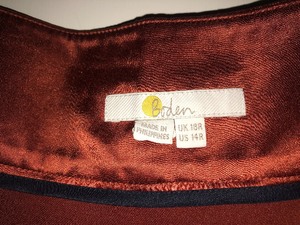 Boden
MADE IN
PHILIPPINES
UK 18R
US 14R